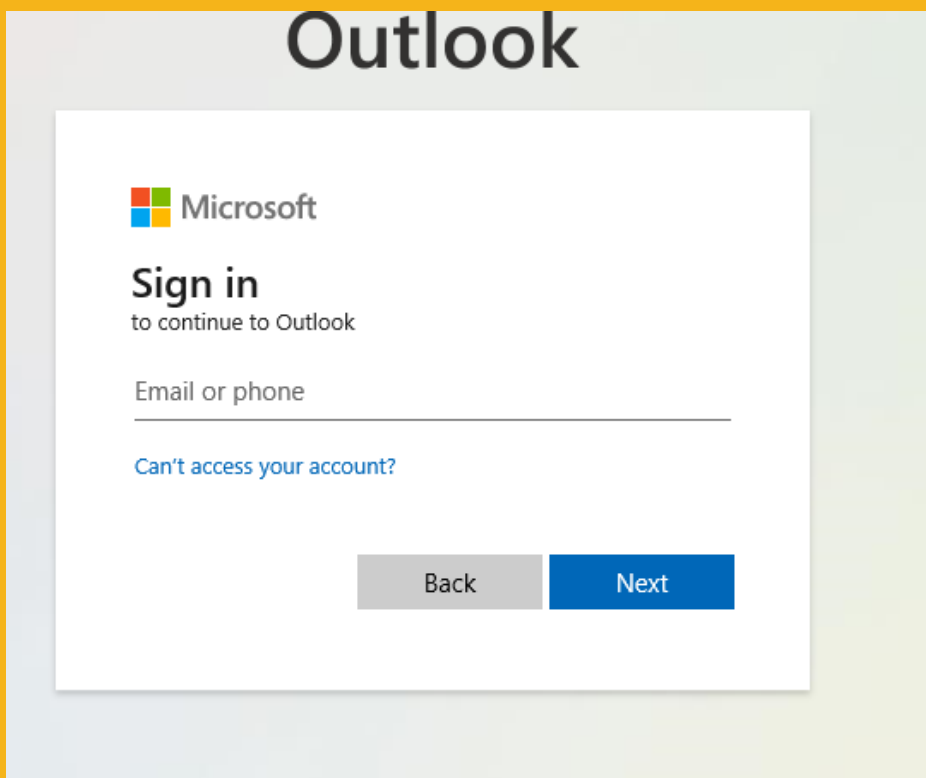 Outlook
Microsoft
Sign in
to continue to Outlook
Email or phone
Can't access your account?
Back
Next